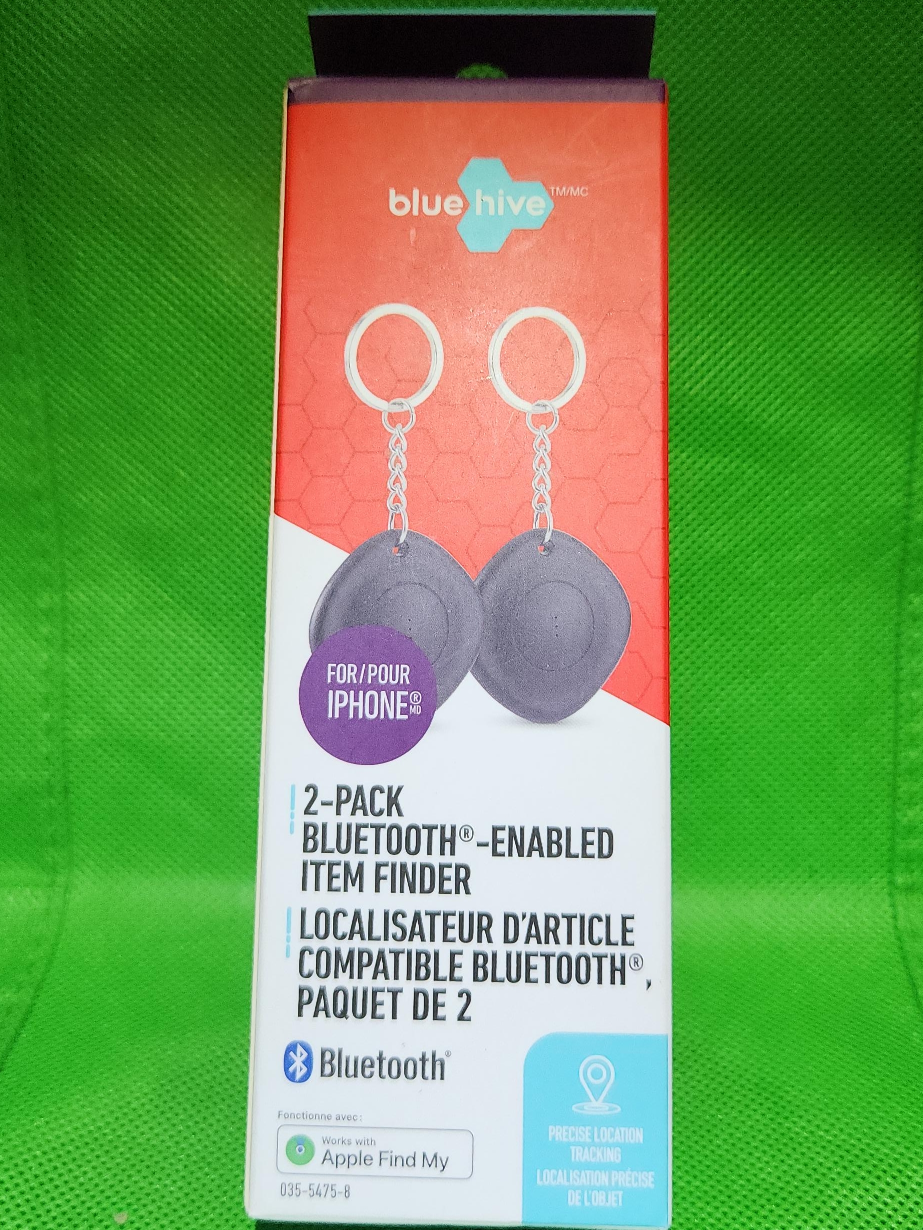 blue hive TM/MC
FOR/POUR
IPHONE® MD
2-PACK
BLUETOOTH®-ENABLED
ITEM FINDER
LOCALISATEUR D'ARTICLE
COMPATIBLE BLUETOOTH®,
PAQUET DE 2
Bluetooth®
Fonctionne avec:
Works with
Apple Find My
035-5475-8
PRECISE LOCATION
TRACKING
LOCALISATION PRÉCISE
DE L'OBJET